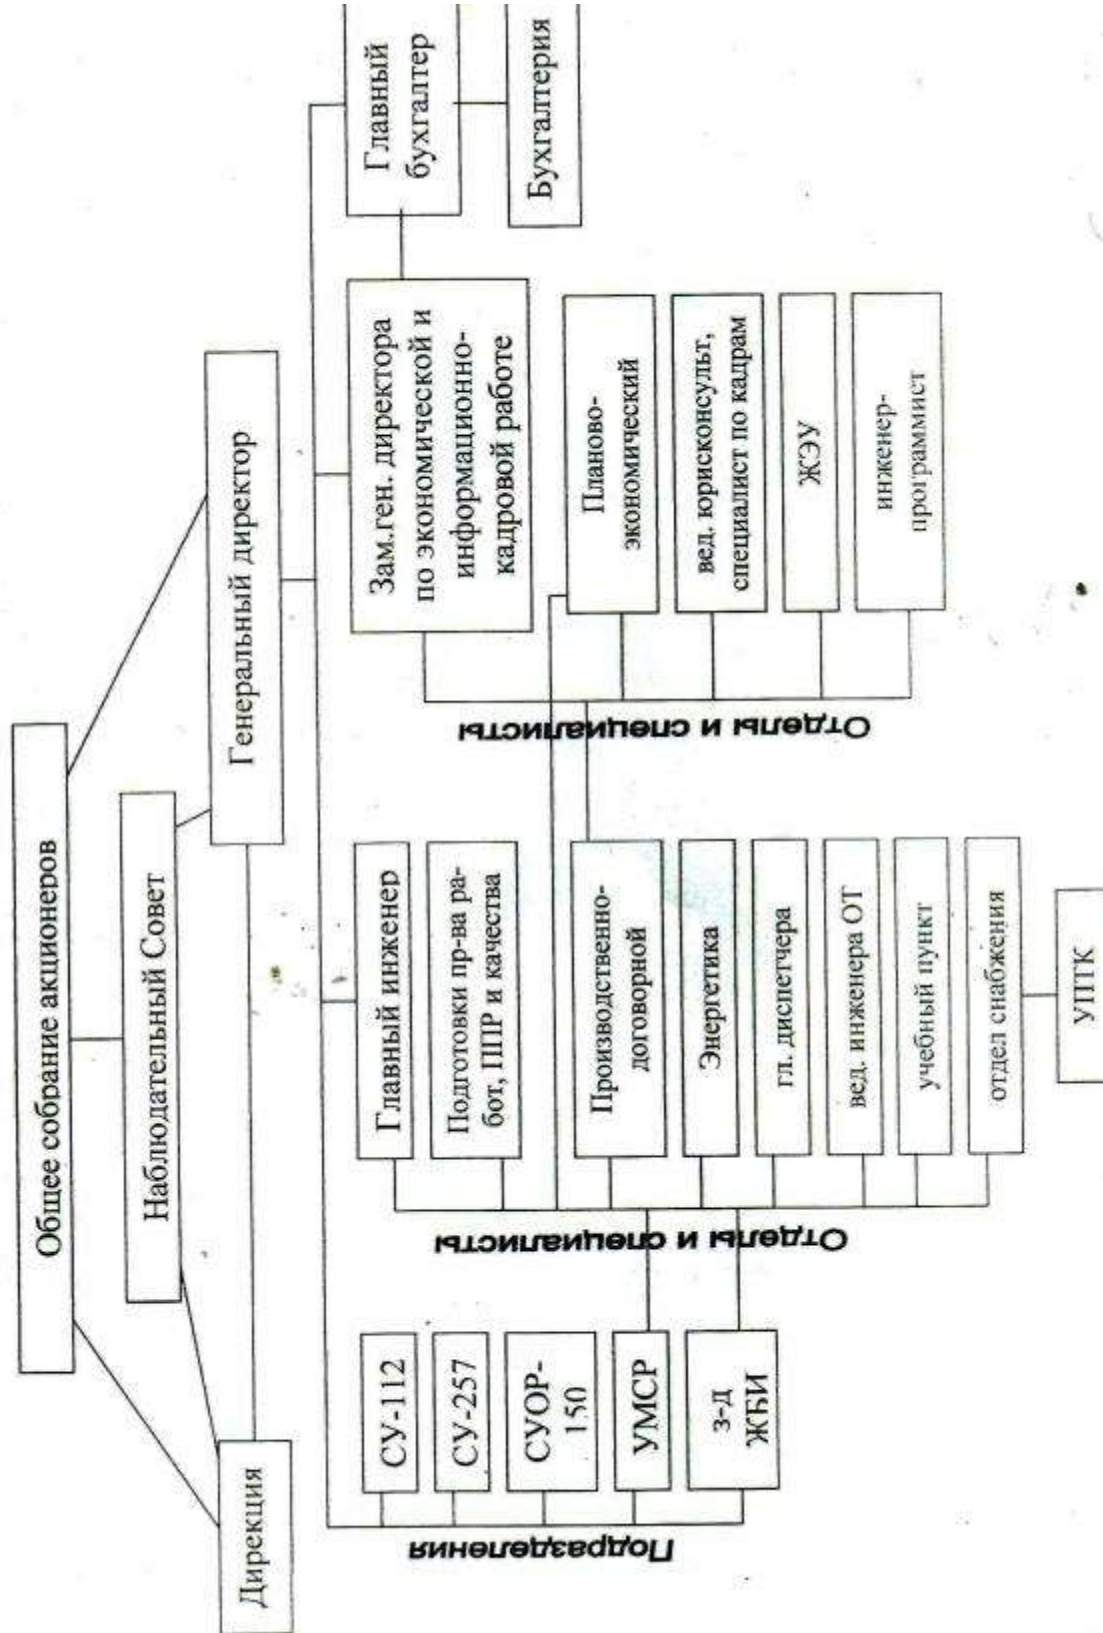 Общее собрание акционеров
Наблюдательный Совет
Дирекция
Генеральный директор
Подразделения
СУ-112
СУ-257
СУОР-
150
УМСР
з-д
ЖБИ
Отделы и специалисты
Главный инженер
Подготовки пр-ва ра-
бот, ППР и качества
Производственно-
договорной
Энергетика
гл. диспетчера
вед. инженера ОТ
учебный пункт
отдел снабжения
УПТК
Отделы и специалисты
Зам.ген. директора
по экономической и
информационно-
кадровой работе
Планово-
экономический
вед. юрисконсульт,
специалист по кадрам
ЖЭУ
инженер-
программист
Главный
бухгалтер
Бухгалтерия